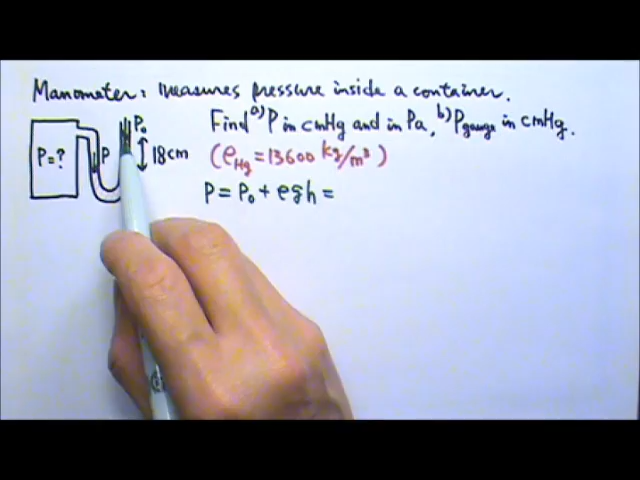 Manometer: measures pressure inside a container.
Find a) P in cmHg and in Pa, b) Pgauge in cmHg.
P=? P P₀ 18cm
(ρHg = 13600 kg/m³)
P = P₀ + ρgh =